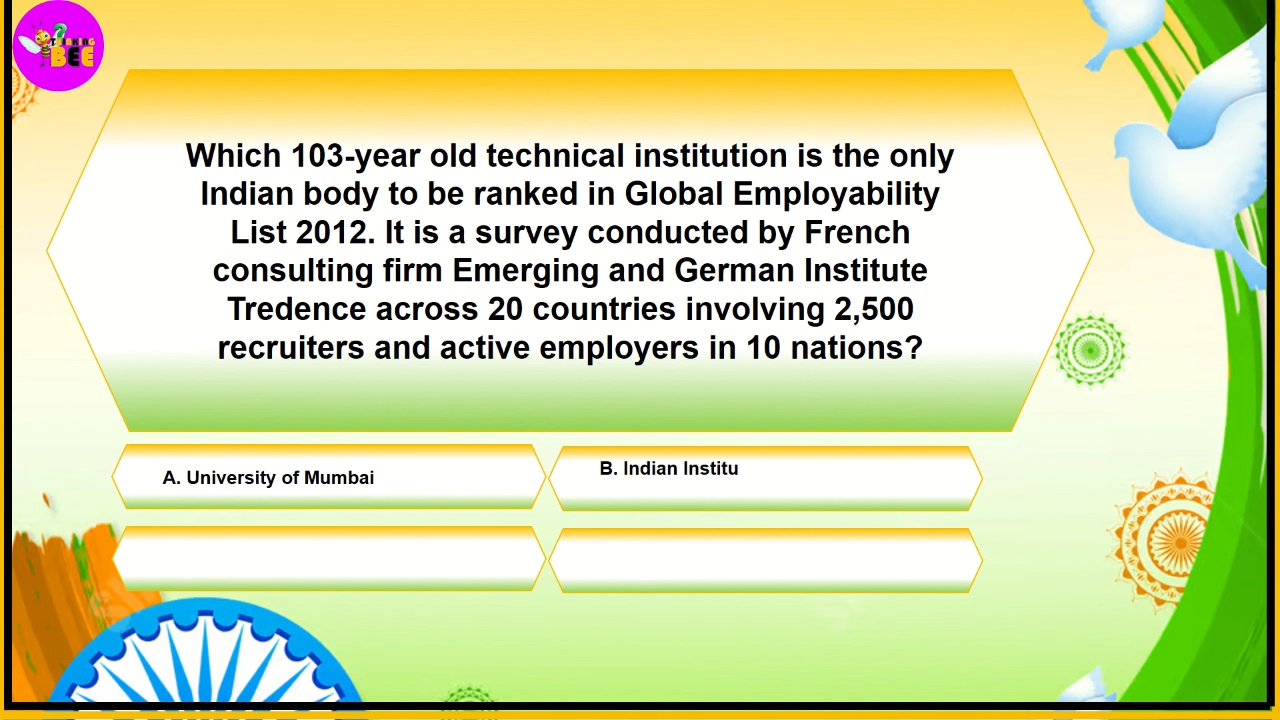 THINKING
BEE
Which 103-year old technical institution is the only
Indian body to be ranked in Global Employability
List 2012. It is a survey conducted by French
consulting firm Emerging and German Institute
Tredence across 20 countries involving 2,500
recruiters and active employers in 10 nations?
A. University of Mumbai
B. Indian Institu